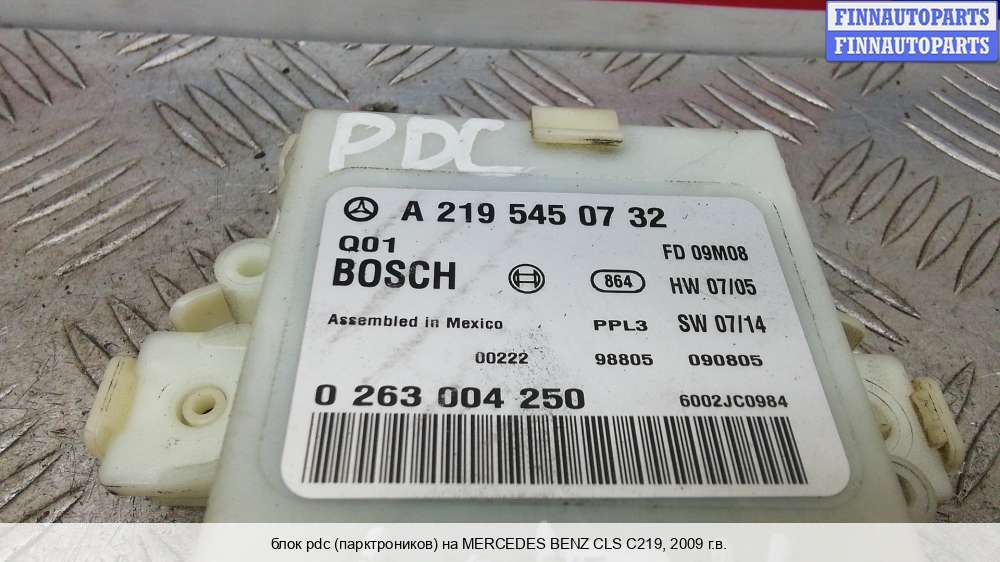 FINNAUTOPARTS
FINNAUTOPARTS
PDC
A 219 545 07 32
Q01
FD 09M08
BOSCH
864
HW 07/05
Assembled in Mexico
PPL3
SW 07/14
00222
98805
090805
0 263 004 250
6002JC0984
блок pdc (парктроников) на MERCEDES BENZ CLS C219, 2009 г.в.